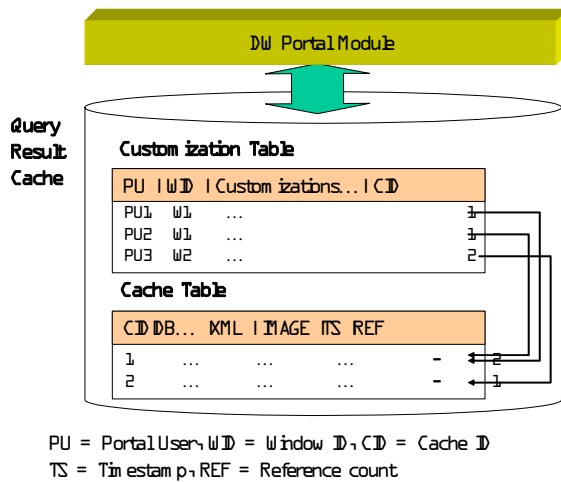 DW Portal Module
Query
Result
Cache
Customization Table
PU | WID | Customizations... | CID
PU1 W1 ... 1
PU2 W1 ... 1
PU3 W2 ... 2
Cache Table
CID|DB... |XML | IMAGE |TS |REF
1 ... ... ... - 2
2 ... ... ... - 1
PU = Portal User, WID = Window ID, CID = Cache ID
TS = Timestamp, REF = Reference count